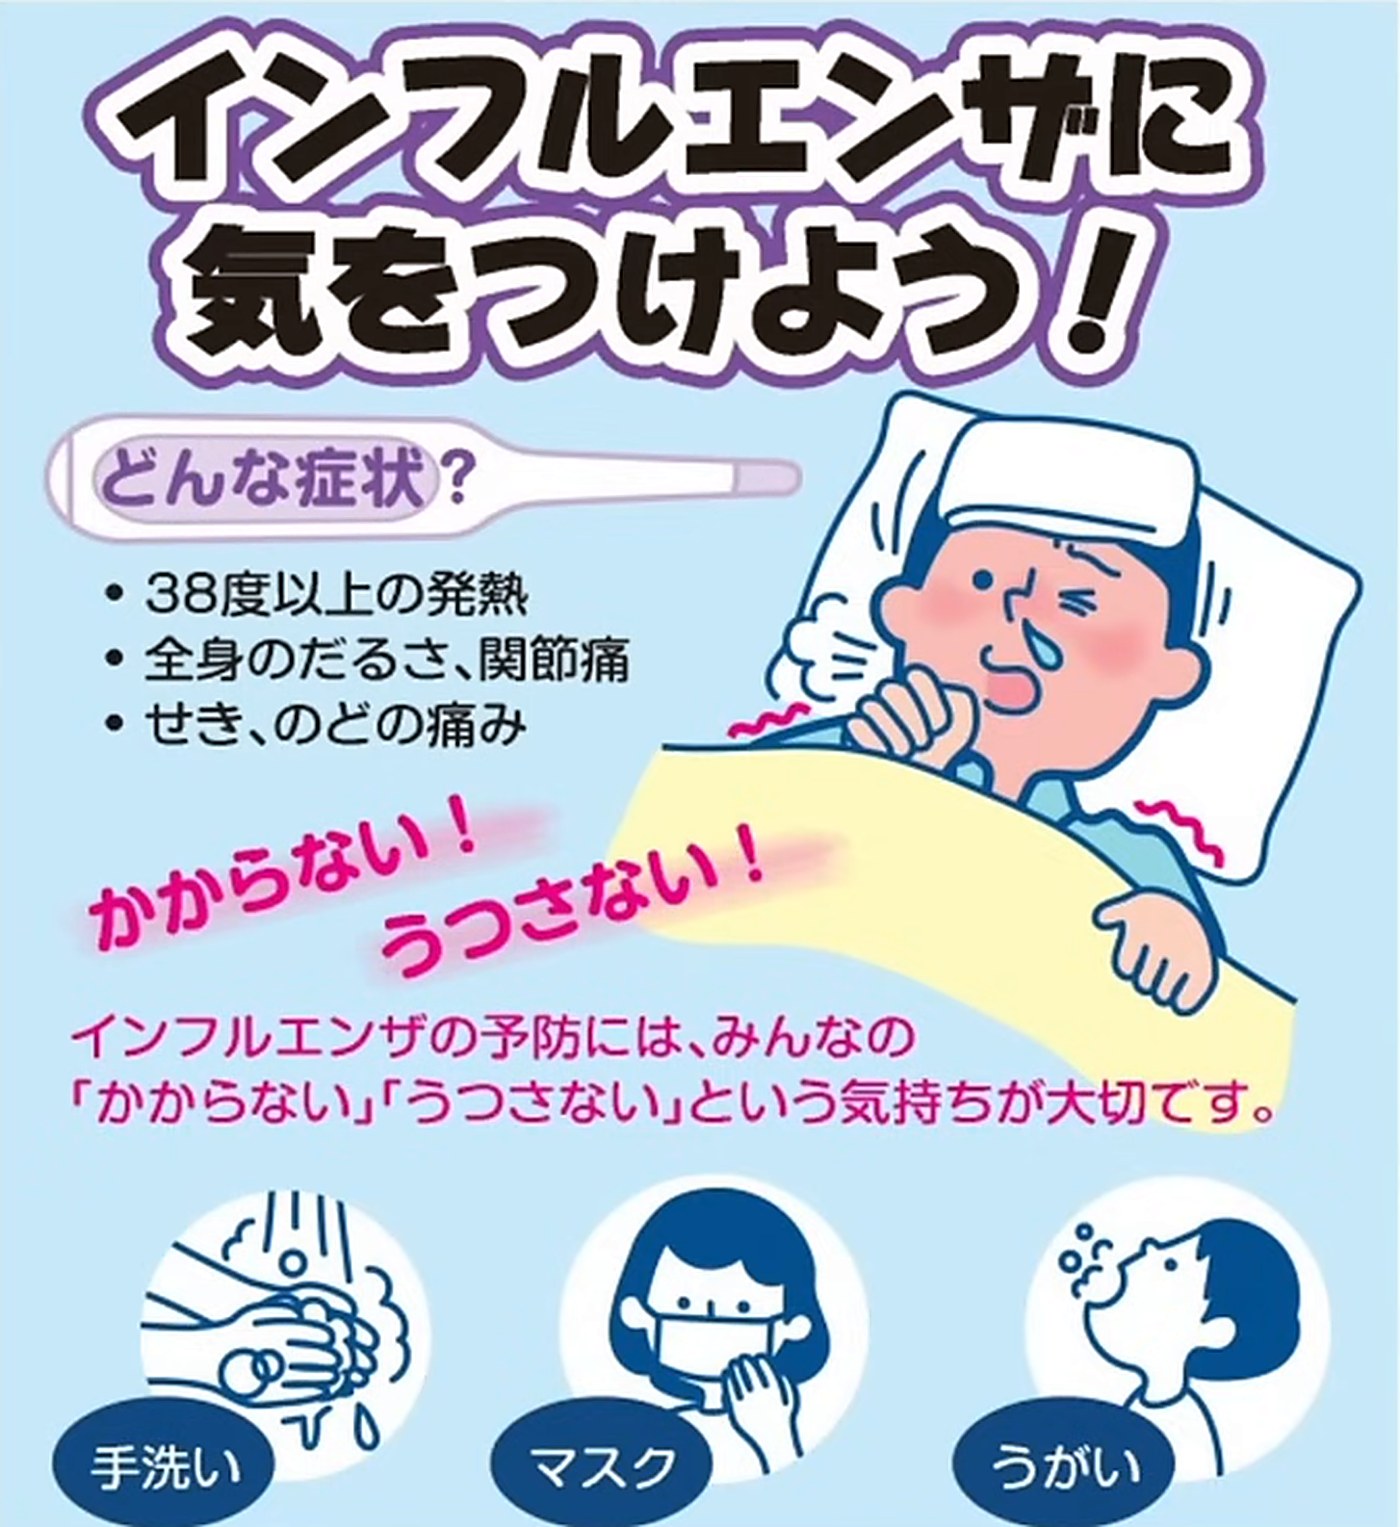 インフルエンザに
気をつけよう！
どんな症状？
• 38度以上の発熱
• 全身のだるさ、関節痛
• せき、のどの痛み
かからない！
うつさない！
インフルエンザの予防には、みんなの
「かからない」「うつさない」という気持ちが大切です。
手洗い
マスク
うがい